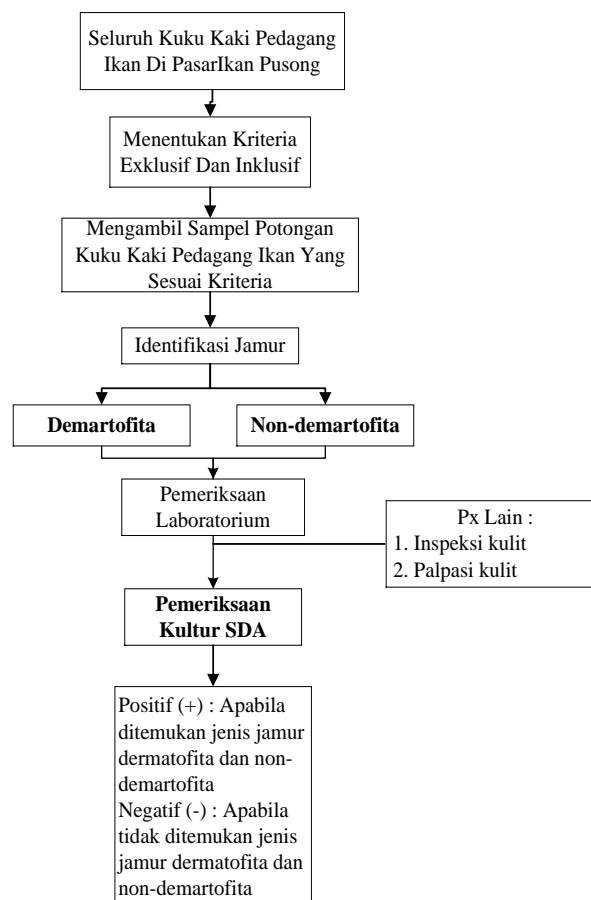 Seluruh Kuku Kaki Pedagang
Ikan Di PasarIkan Pusong
Menentukan Kriteria
Exklusif Dan Inklusif
Mengambil Sampel Potongan
Kuku Kaki Pedagang Ikan Yang
Sesuai Kriteria
Identifikasi Jamur
Demartofita
Non-demartofita
Pemeriksaan
Laboratorium
Px Lain :
1. Inspeksi kulit
2. Palpasi kulit
Pemeriksaan
Kultur SDA
Positif (+) : Apabila
ditemukan jenis jamur
dermatofita dan non-
demartofita
Negatif (-) : Apabila
tidak ditemukan jenis
jamur dermatofita dan
non-demartofita